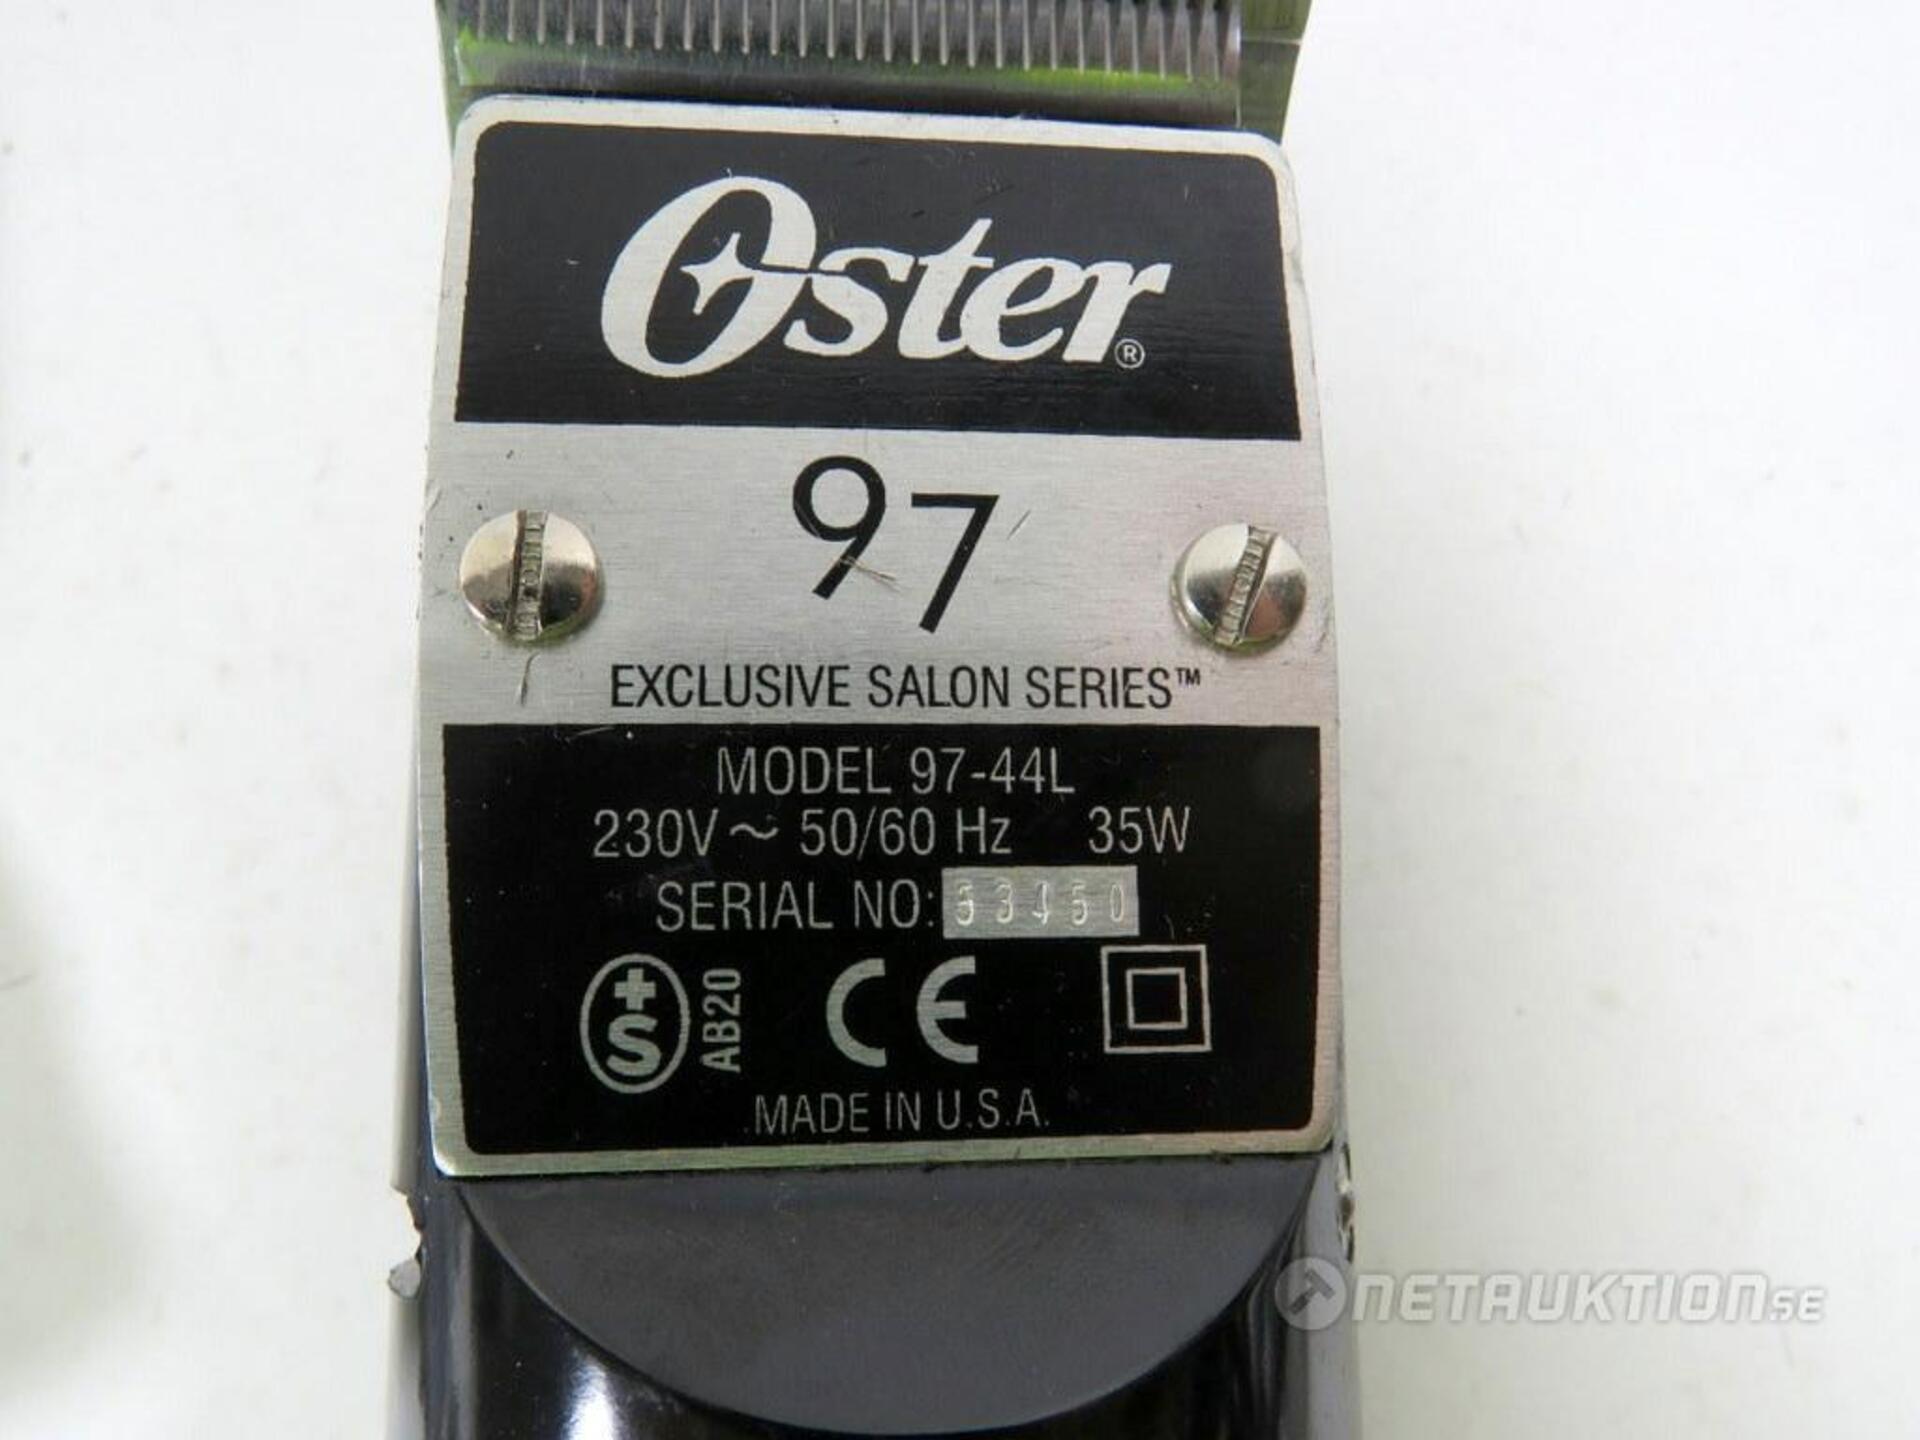 Oster®
97
EXCLUSIVE SALON SERIES™
MODEL 97-44L
230V ~ 50/60 Hz 35W
SERIAL NO:
+S AB20 CE
MADE IN U.S.A.
NETAUKTION.SE